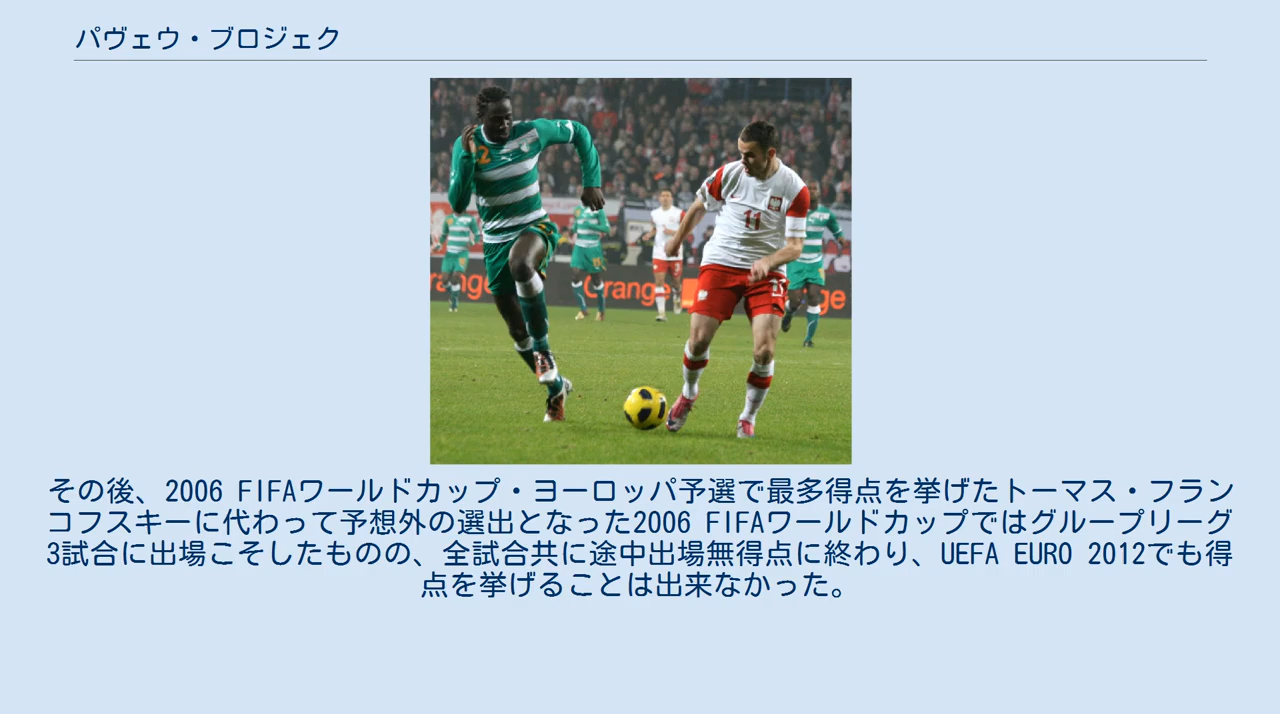 パヴェウ・ブロジェク
2
11
11
3
orange
Orange
ge
その後、2006 FIFAワールドカップ・ヨーロッパ予選で最多得点を挙げたトーマス・フラン
コフスキーに代わって予想外の選出となった2006 FIFAワールドカップではグループリーグ
3試合に出場こそしたものの、全試合共に途中出場無得点に終わり、UEFA EURO 2012でも得
点を挙げることは出来なかった。